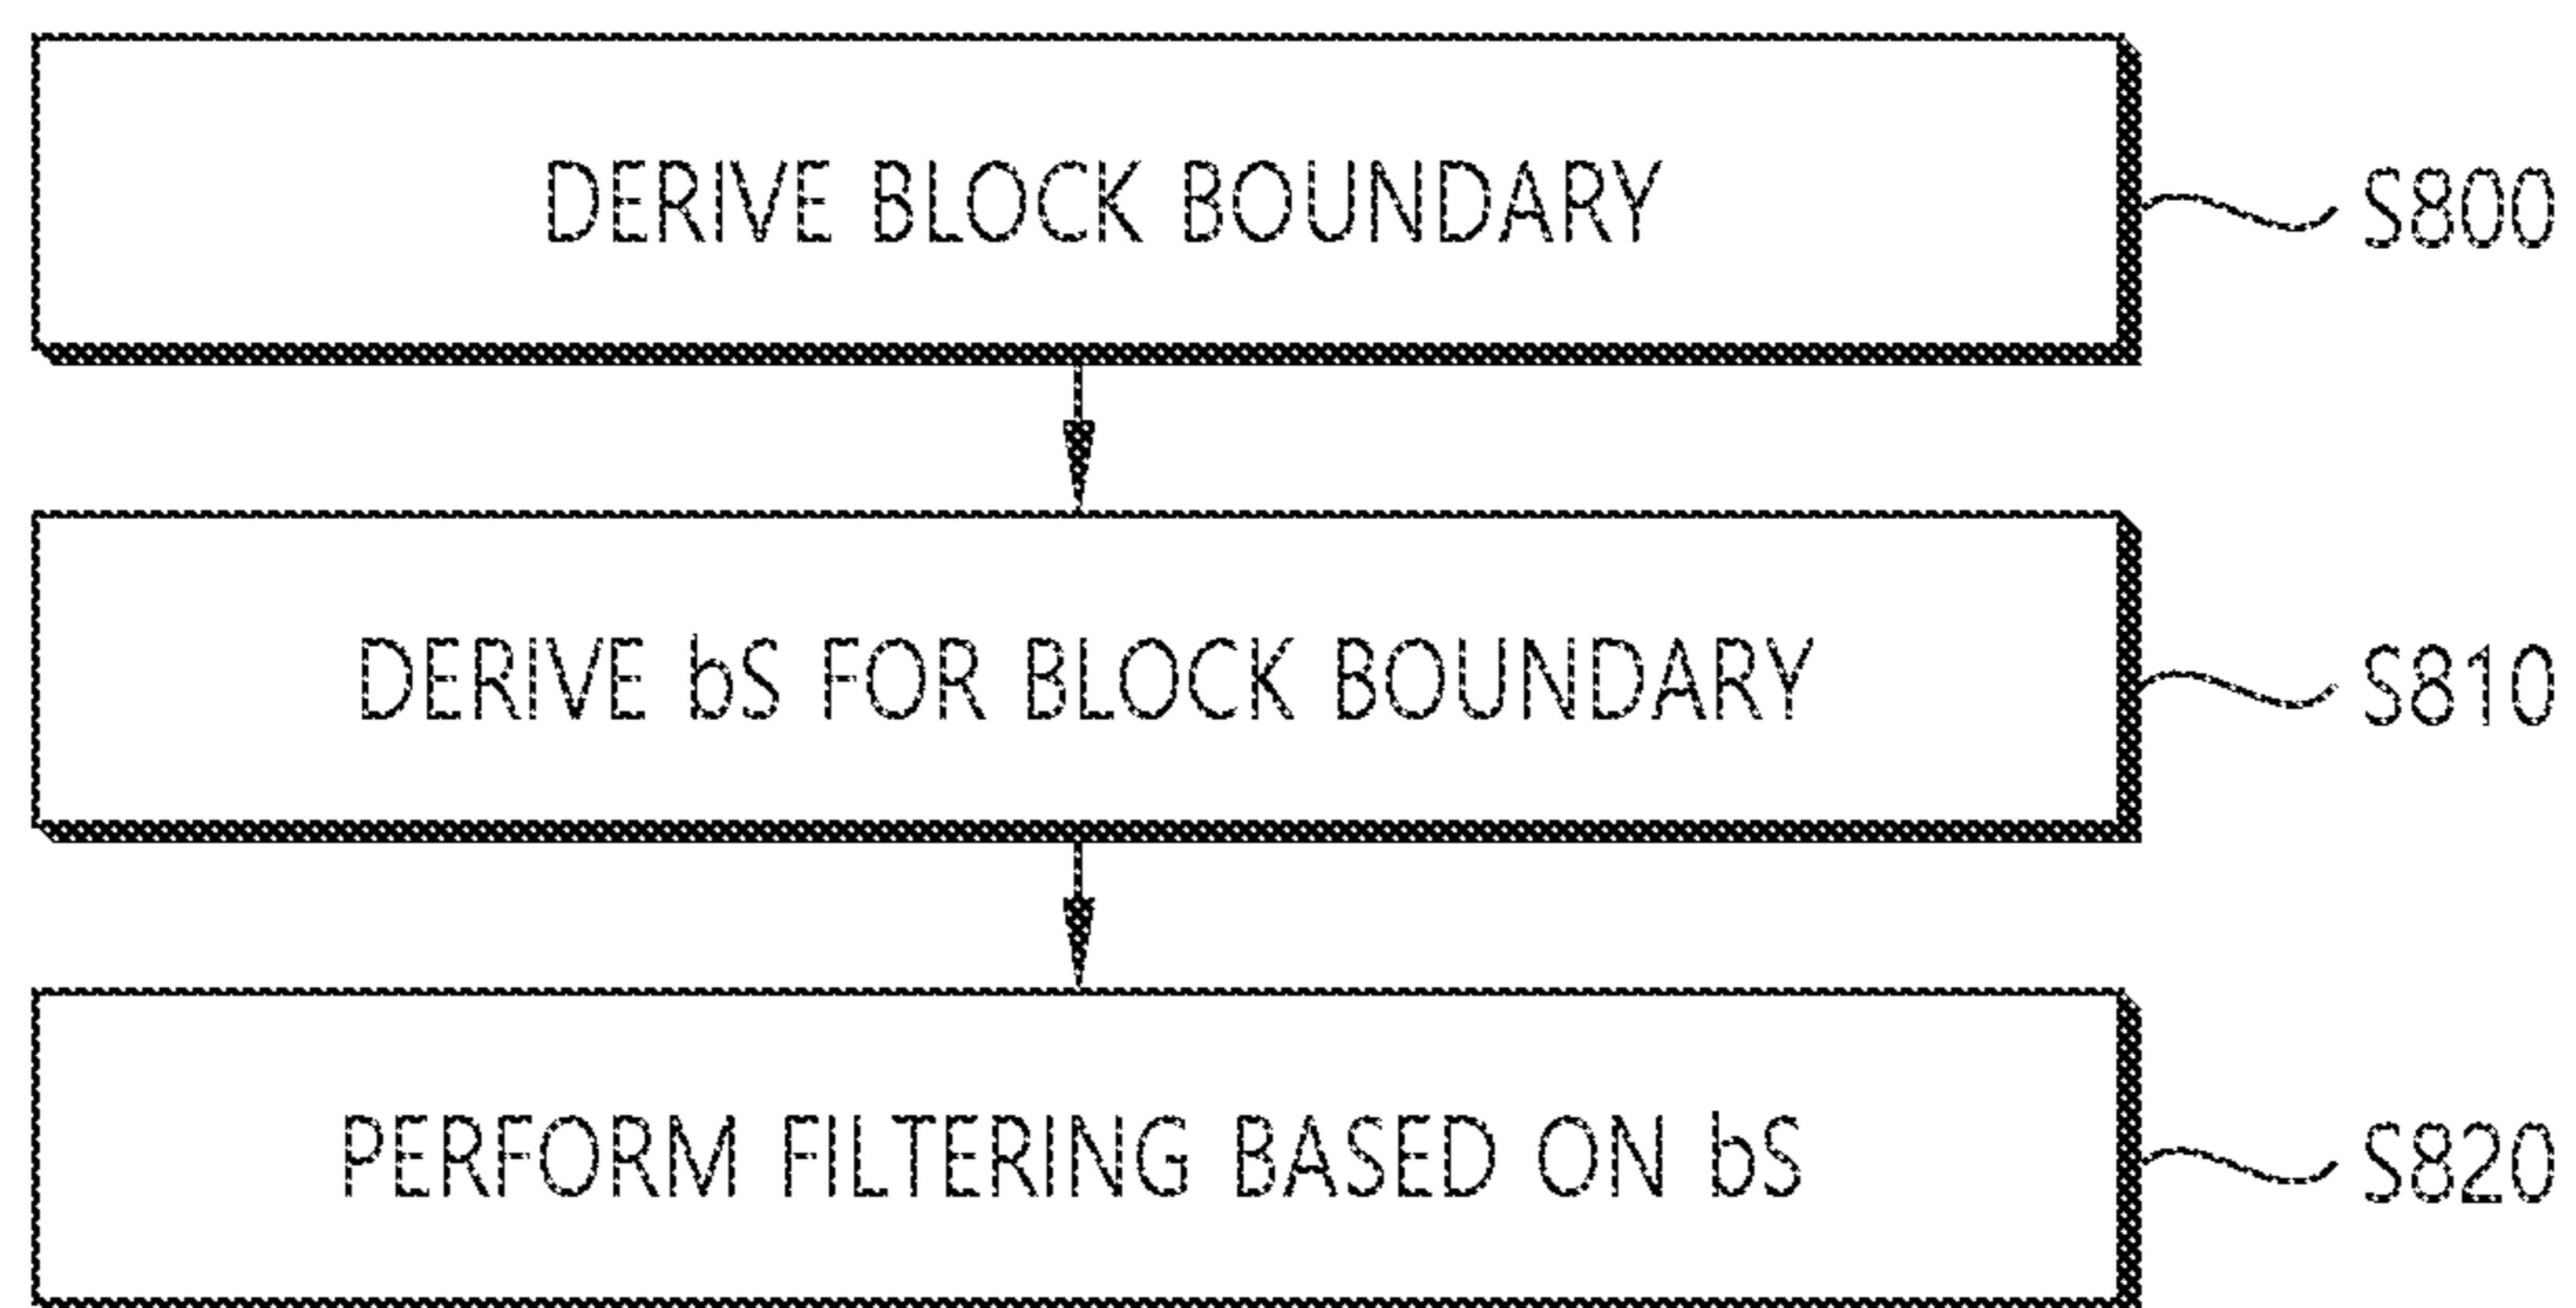 DERIVE BLOCK BOUNDARY
S800
DERIVE bS FOR BLOCK BOUNDARY
S810
PERFORM FILTERING BASED ON bS
S820